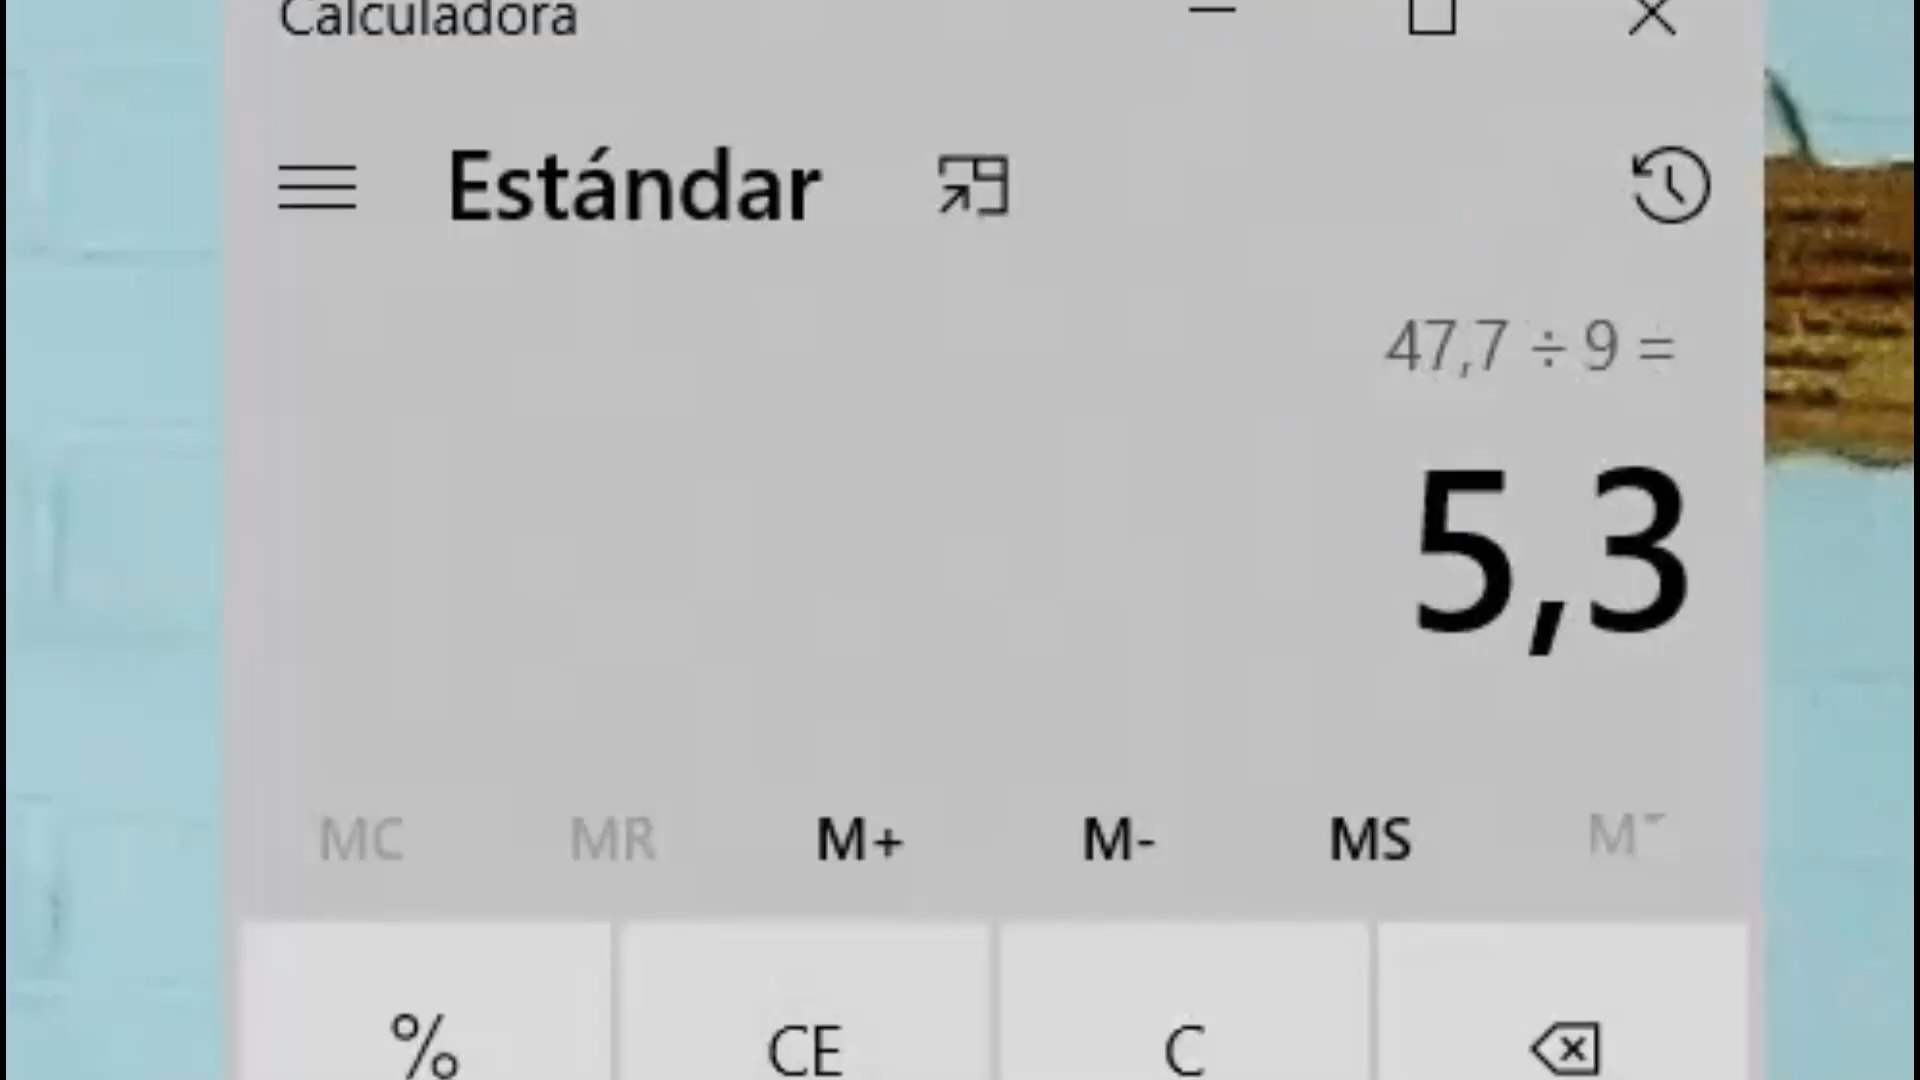 Calculadora
Estándar
47,7 ÷ 9 =
5,3
MC MR M+ M- MS M
% CE C